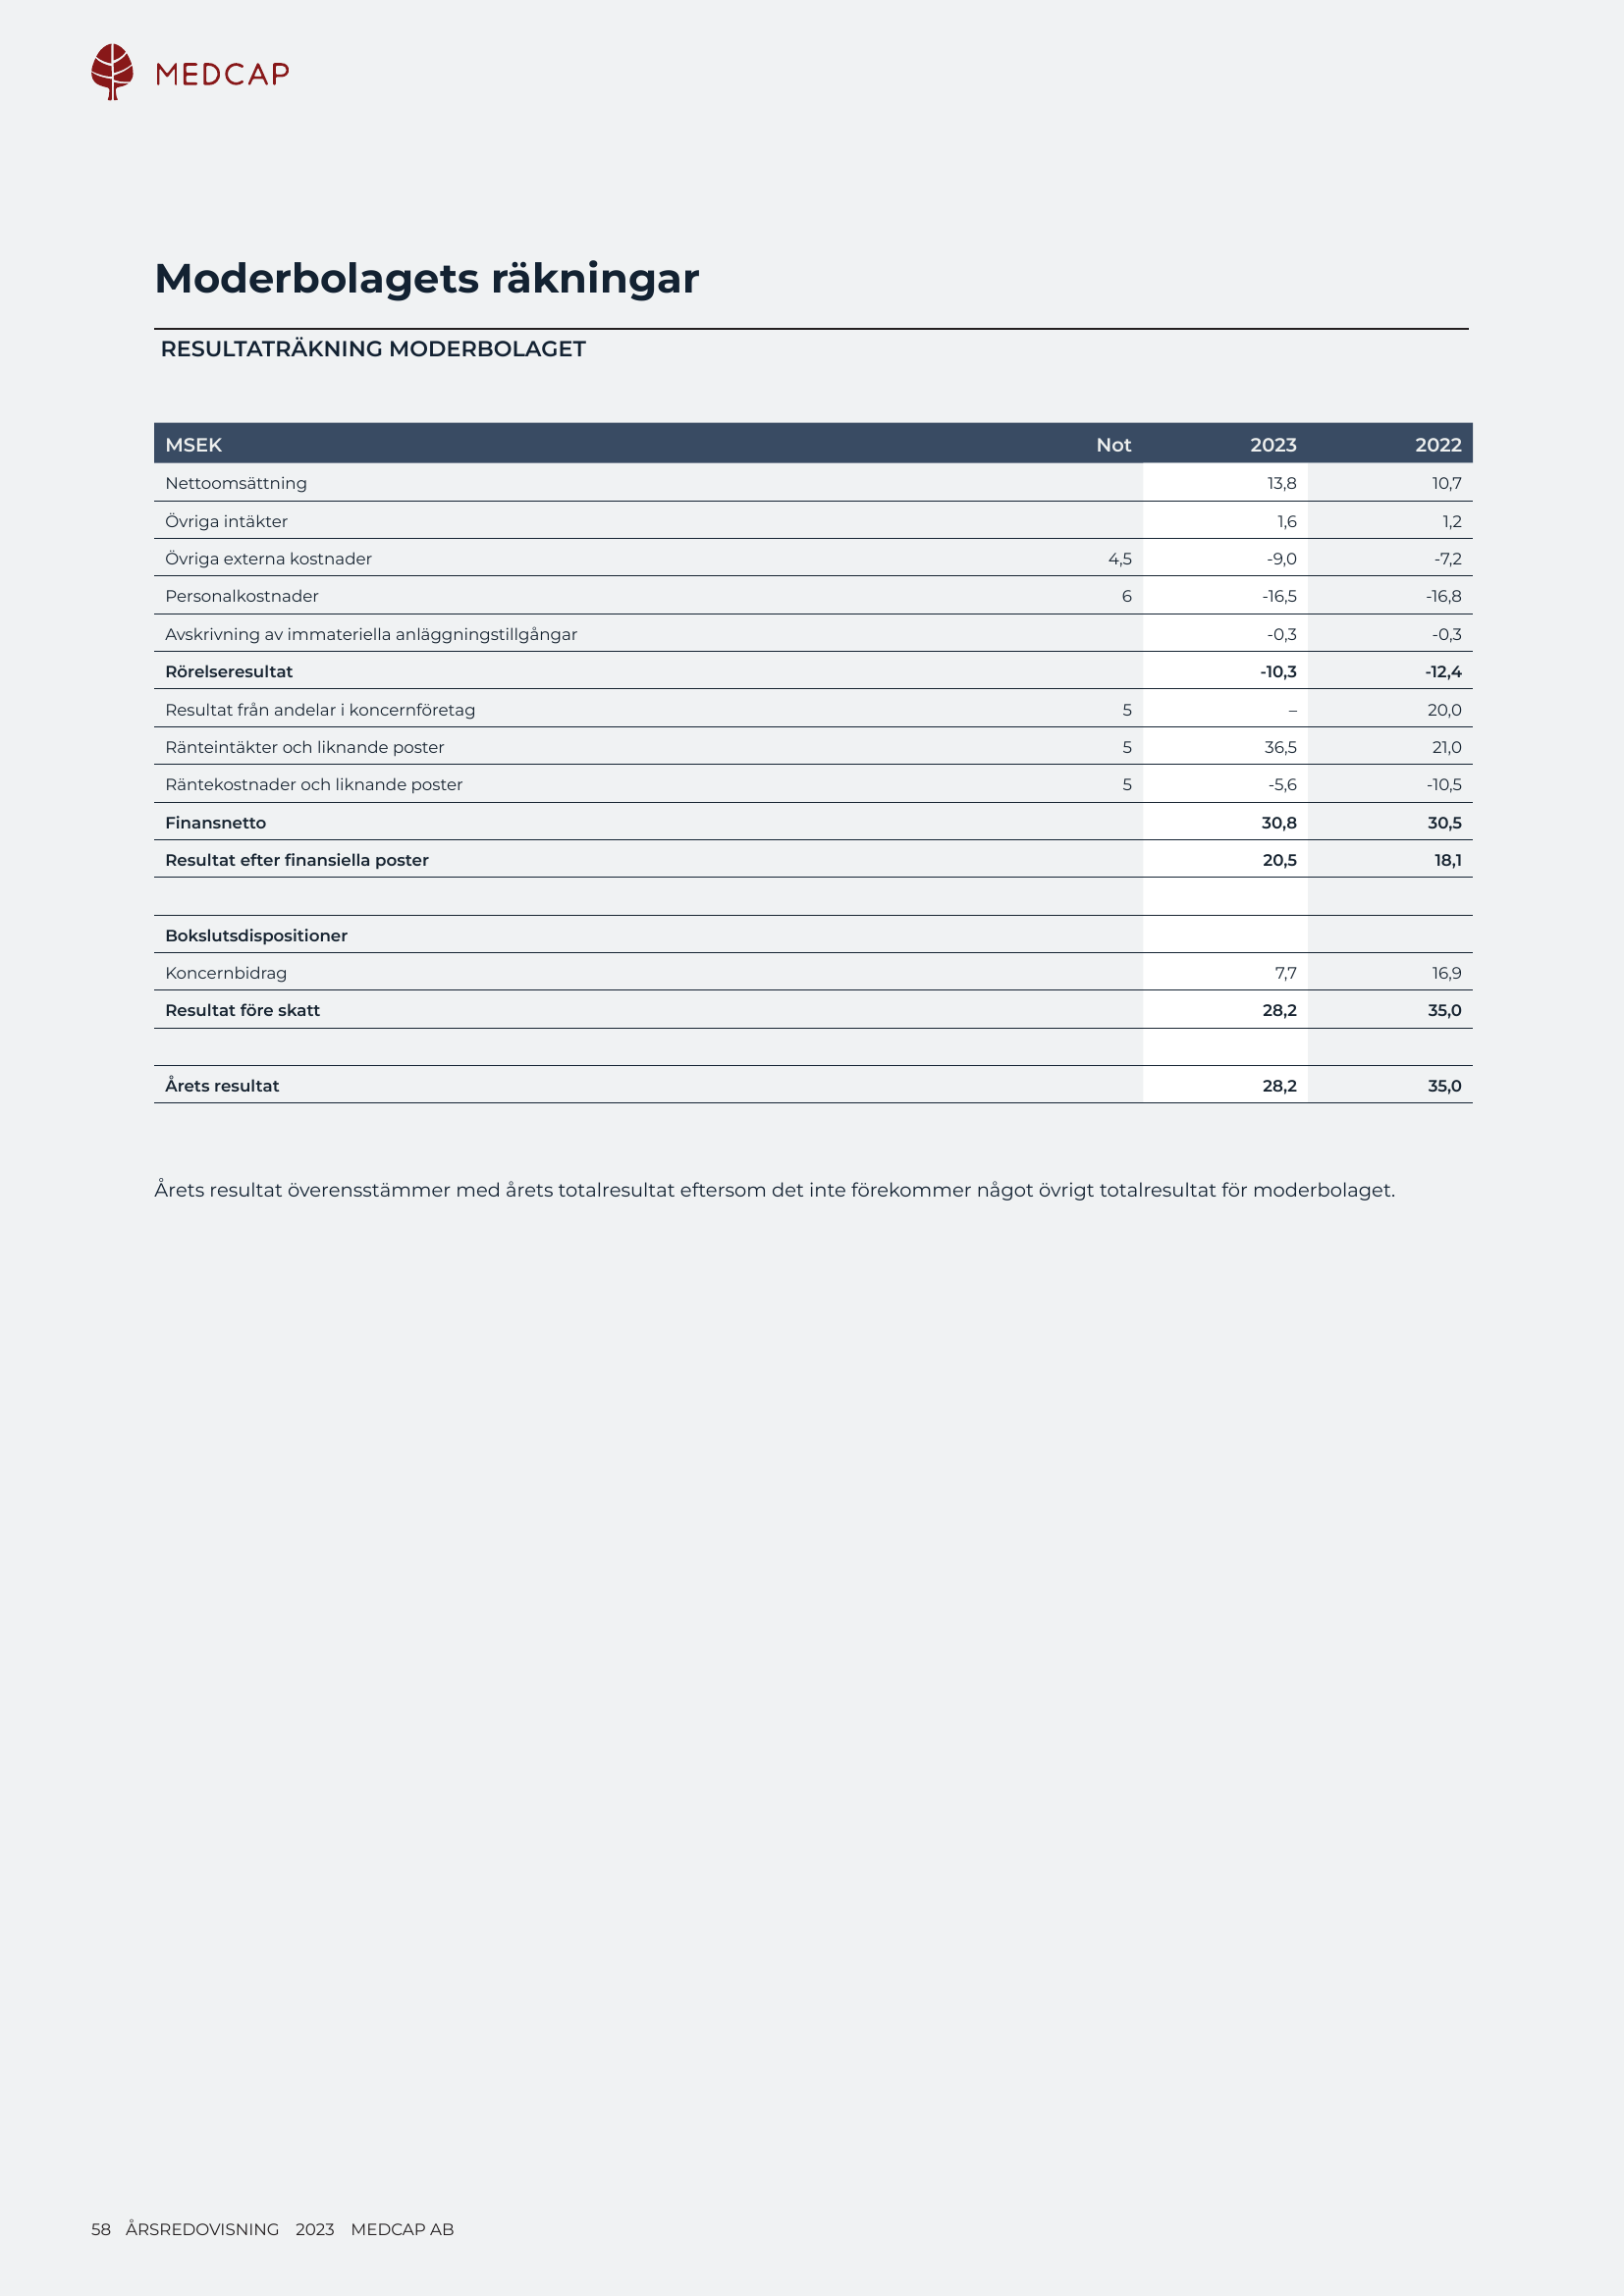 MEDCAP
Moderbolagets räkningar
RESULTATRÄKNING MODERBOLAGET
MSEK Not 2023 2022
Nettoomsättning 13,8 10,7
Övriga intäkter 1,6 1,2
Övriga externa kostnader 4,5 -9,0 -7,2
Personalkostnader 6 -16,5 -16,8
Avskrivning av immateriella anläggningstillgångar -0,3 -0,3
Rörelseresultat -10,3 -12,4
Resultat från andelar i koncernföretag 5 – 20,0
Ränteintäkter och liknande poster 5 36,5 21,0
Räntekostnader och liknande poster 5 -5,6 -10,5
Finansnetto 30,8 30,5
Resultat efter finansiella poster 20,5 18,1
Bokslutsdispositioner
Koncernbidrag 7,7 16,9
Resultat före skatt 28,2 35,0
Årets resultat 28,2 35,0
Årets resultat överensstämmer med årets totalresultat eftersom det inte förekommer något övrigt totalresultat för moderbolaget.
58 ÅRSREDOVISNING 2023 MEDCAP AB